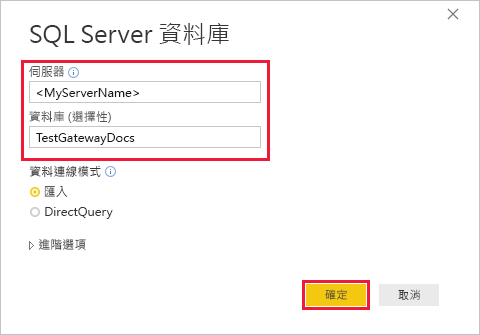 SQL Server 資料庫
伺服器
<MyServerName>
資料庫 (選擇性)
TestGatewayDocs
資料連線模式
匯入
DirectQuery
進階選項
確定
取消